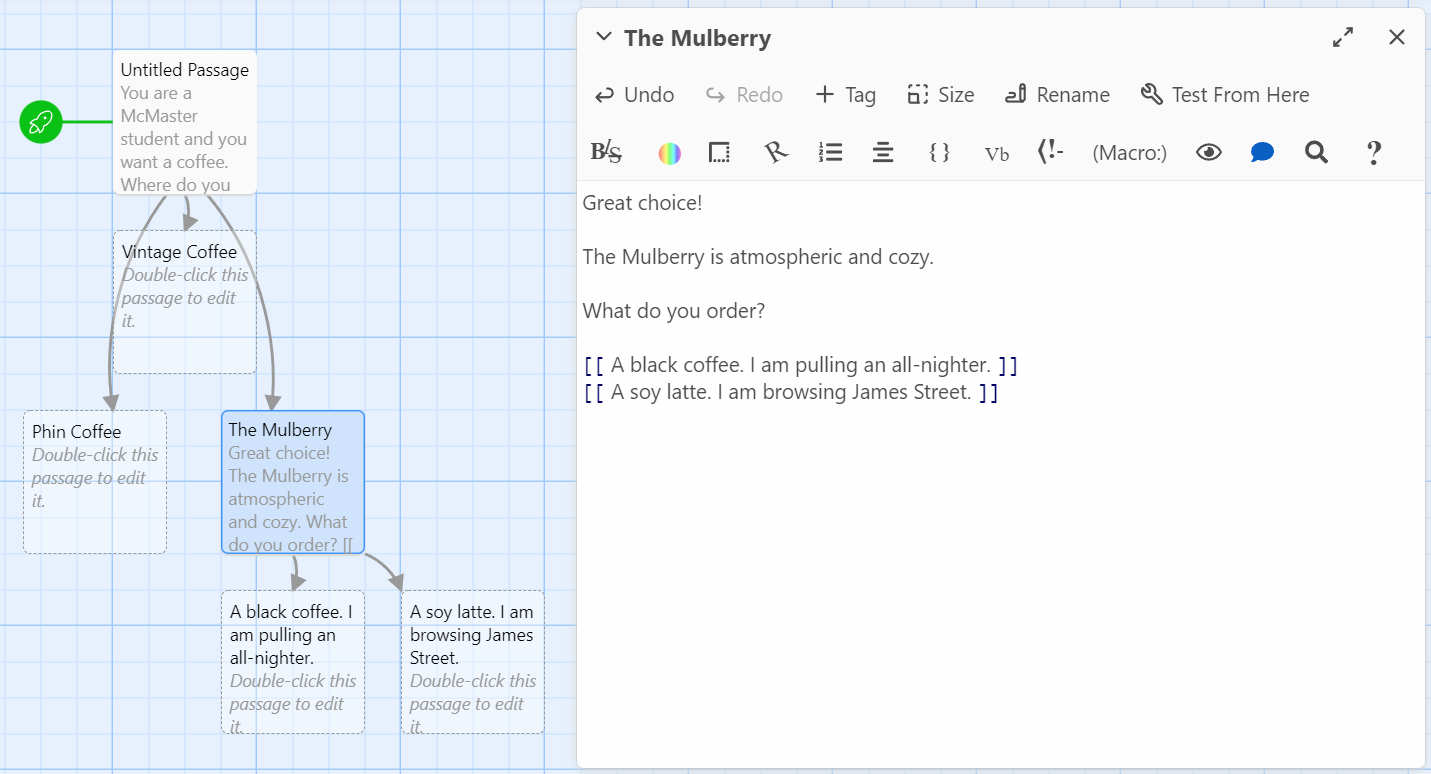 Untitled Passage
You are a
McMaster
student and you
want a coffee.
Where do you
Vintage Coffee
Double-click this
passage to edit
it.
Phin Coffee
Double-click this
passage to edit
it.
The Mulberry
Great choice!
The Mulberry is
atmospheric
and cozy. What
do you order? [[
A black coffee. I
am pulling an
all-nighter.
Double-click this
passage to edit
it.
A soy latte. I am
browsing James
Street.
Double-click this
passage to edit
it.
The Mulberry
Undo Redo + Tag Size Rename Test From Here
B/S { } Vb (!- (Macro:) ?
Great choice!
The Mulberry is atmospheric and cozy.
What do you order?
[[ A black coffee. I am pulling an all-nighter. ]]
[[ A soy latte. I am browsing James Street. ]]